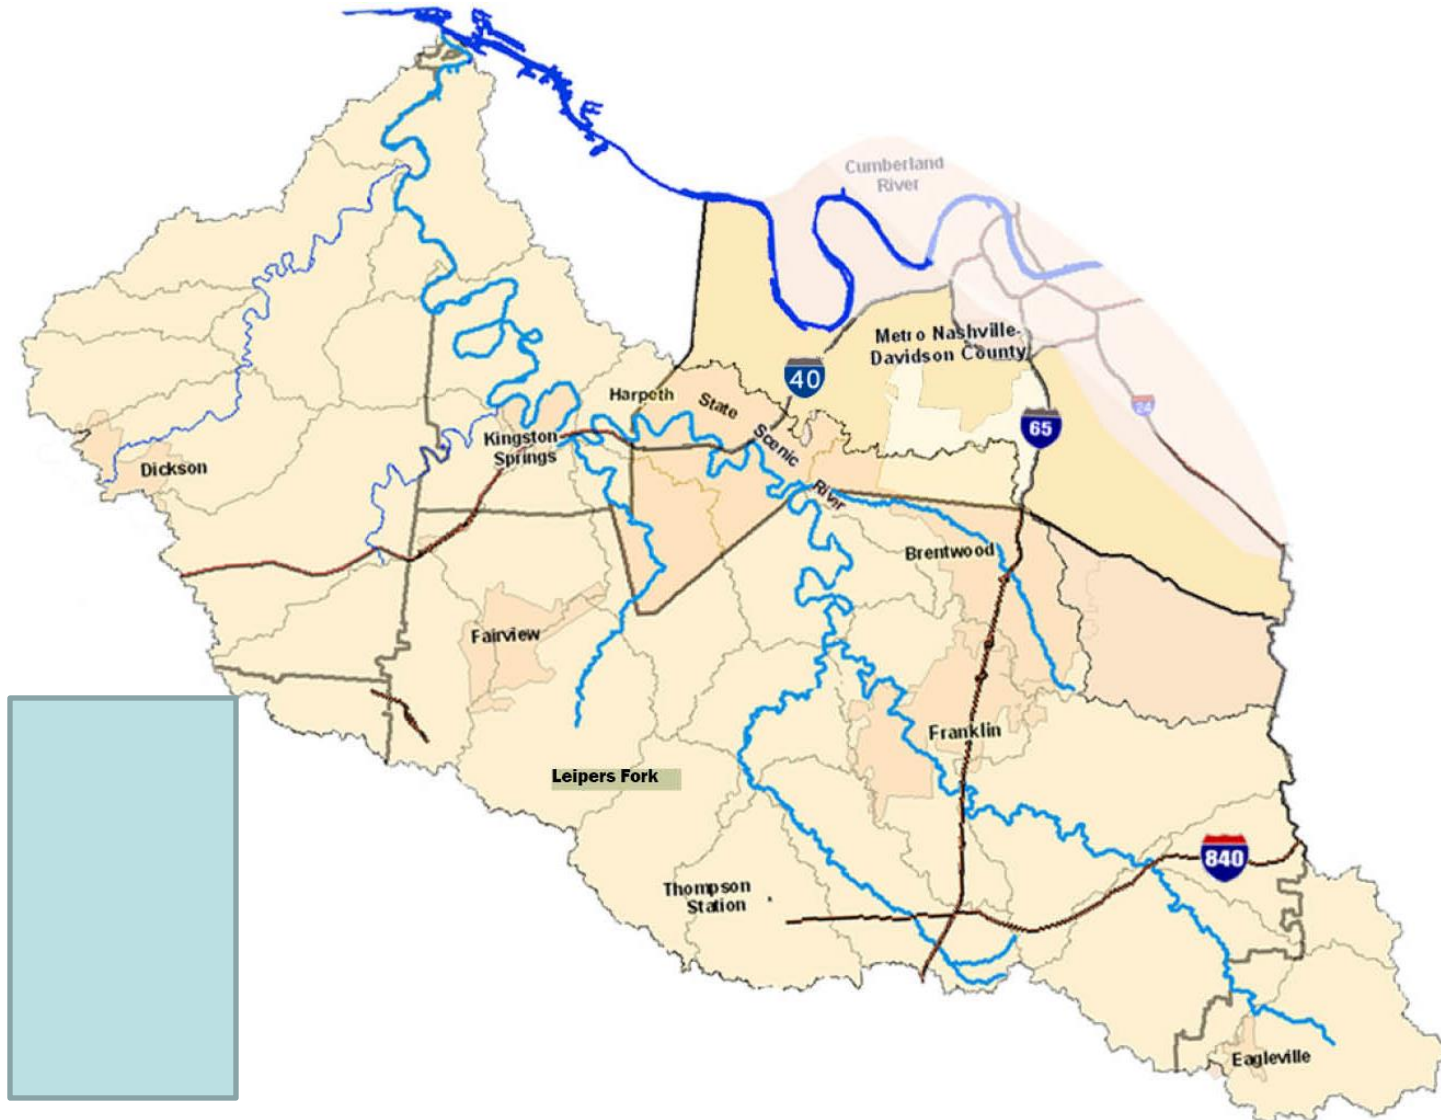 Cumberland
River
Metro Nashville-
Davidson County
40
24
65
Harpeth
State
Scenic
River
Kingston
Springs
Dickson
Brentwood
Fairview
Franklin
Leipers Fork
840
Thompson
Station
Eagleville